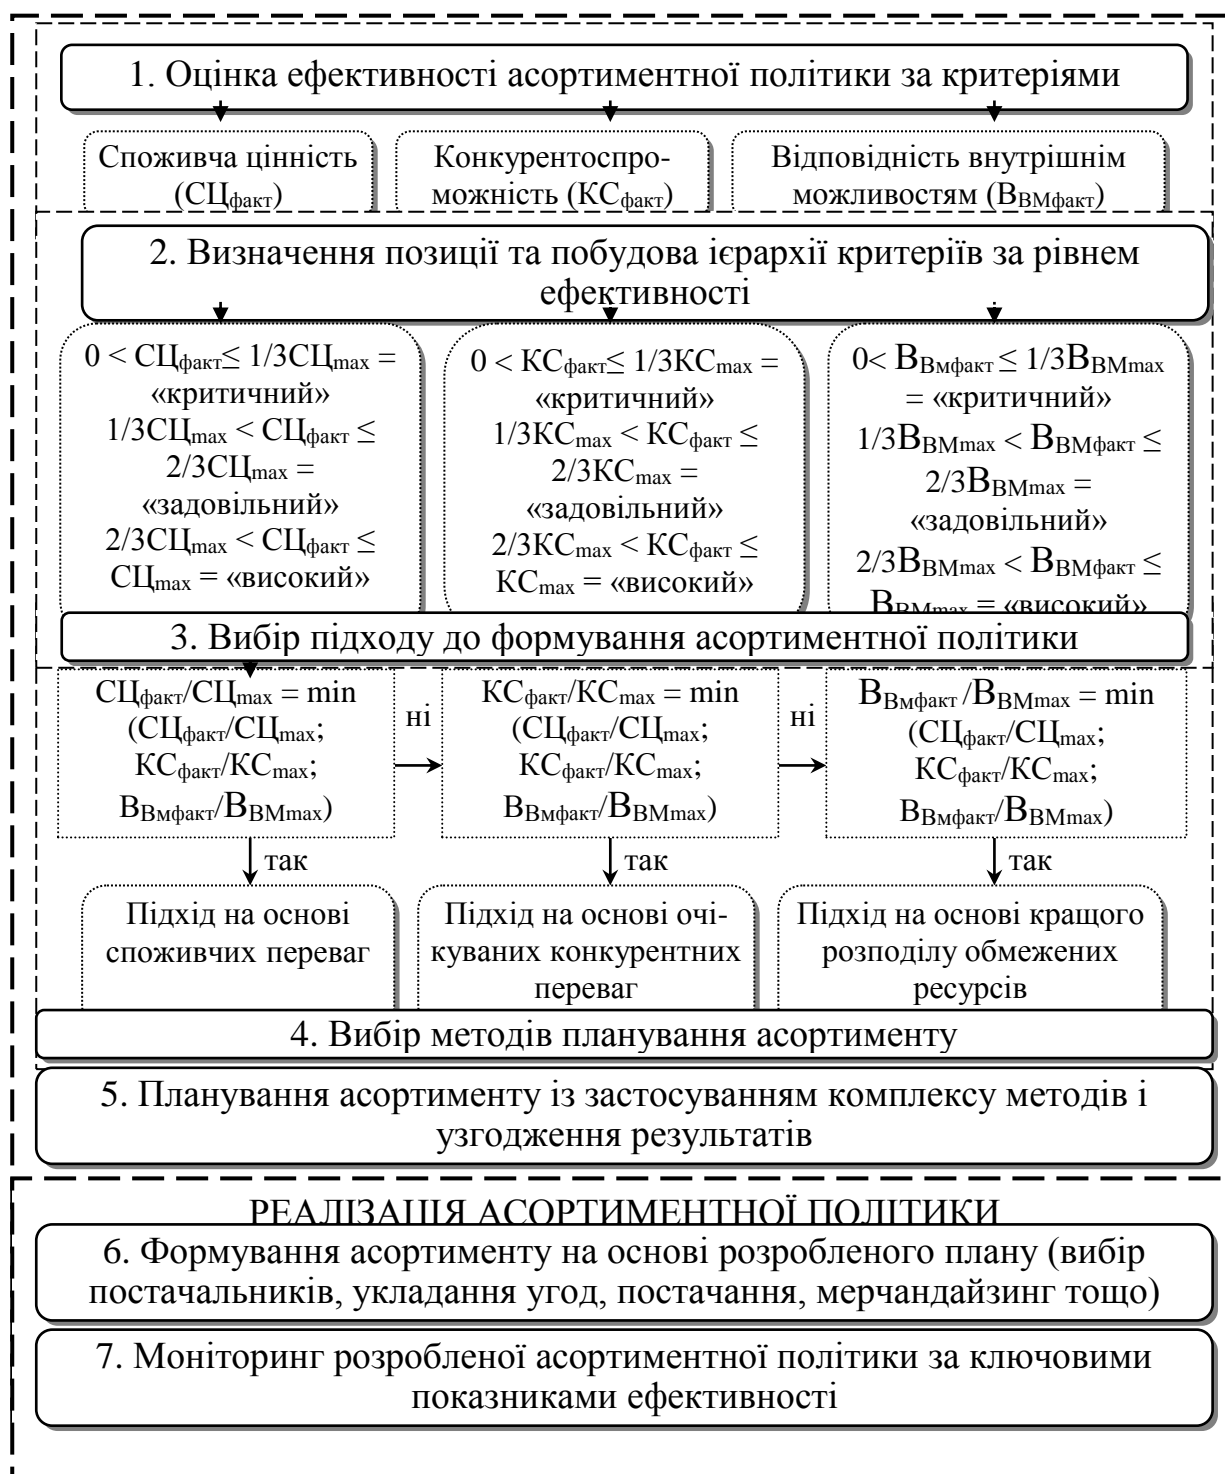 1. Оцінка ефективності асортиментної політики за критеріями
Споживча цінність
(СЦфакт)
Конкурентоспро-
можність (КСфакт)
Відповідність внутрішнім
можливостям (ВВМфакт)
2. Визначення позиції та побудова ієрархії критеріїв за рівнем
ефективності
0 < СЦфакт≤ 1/3СЦmax =
«критичний»
1/3СЦmax < СЦфакт ≤
2/3СЦmax =
«задовільний»
2/3СЦmax < СЦфакт ≤
СЦmax = «високий»
0 < КСфакт≤ 1/3КСmax =
«критичний»
1/3КСmax < КСфакт ≤
2/3КСmax =
«задовільний»
2/3КСmax < КСфакт ≤
КСmax = «високий»
0< ВВмфакт ≤ 1/3ВВМmax
= «критичний»
1/3ВВМmax < ВВМфакт ≤
2/3ВВМmax =
«задовільний»
2/3ВВМmax < ВВМфакт ≤
ВВМmax = «високий»
3. Вибір підходу до формування асортиментної політики
СЦфакт/СЦmax = min
(СЦфакт/СЦmax;
КСфакт/КСmax;
ВВмфакт/ВВМmax)
ні
КСфакт/КСmax = min
(СЦфакт/СЦmax;
КСфакт/КСmax;
ВВмфакт/ВВМmax)
ні
ВВмфакт/ВВМmax = min
(СЦфакт/СЦmax;
КСфакт/КСmax;
ВВмфакт/ВВМmax)
так
так
так
Підхід на основі
споживчих переваг
Підхід на основі очі-
куваних конкурентних
переваг
Підхід на основі кращого
розподілу обмежених
ресурсів
4. Вибір методів планування асортименту
5. Планування асортименту із застосуванням комплексу методів і
узгодження результатів
РЕАЛІЗАЦІЯ АСОРТИМЕНТНОЇ ПОЛІТИКИ
6. Формування асортименту на основі розробленого плану (вибір
постачальників, укладання угод, постачання, мерчандайзинг тощо)
7. Моніторинг розробленої асортиментної політики за ключовими
показниками ефективності